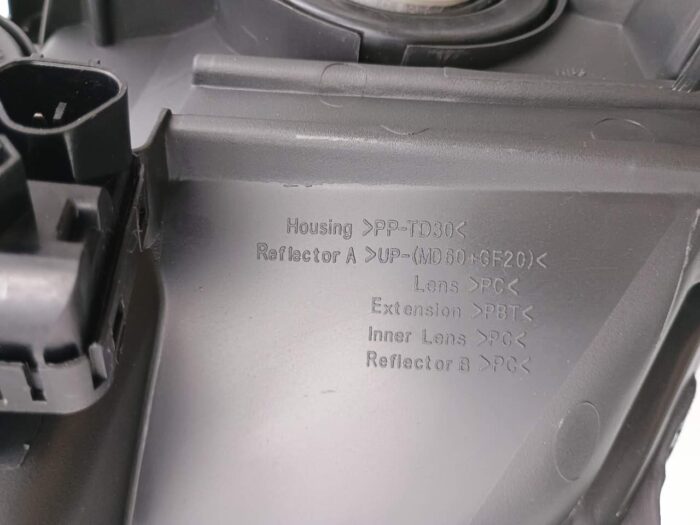 Housing >PP-TD30<
Reflector A >UP-(MD60+GF20)<
Lens >PC<
Extension >PBT<
Inner Lens >PC<
Reflector B >PC<